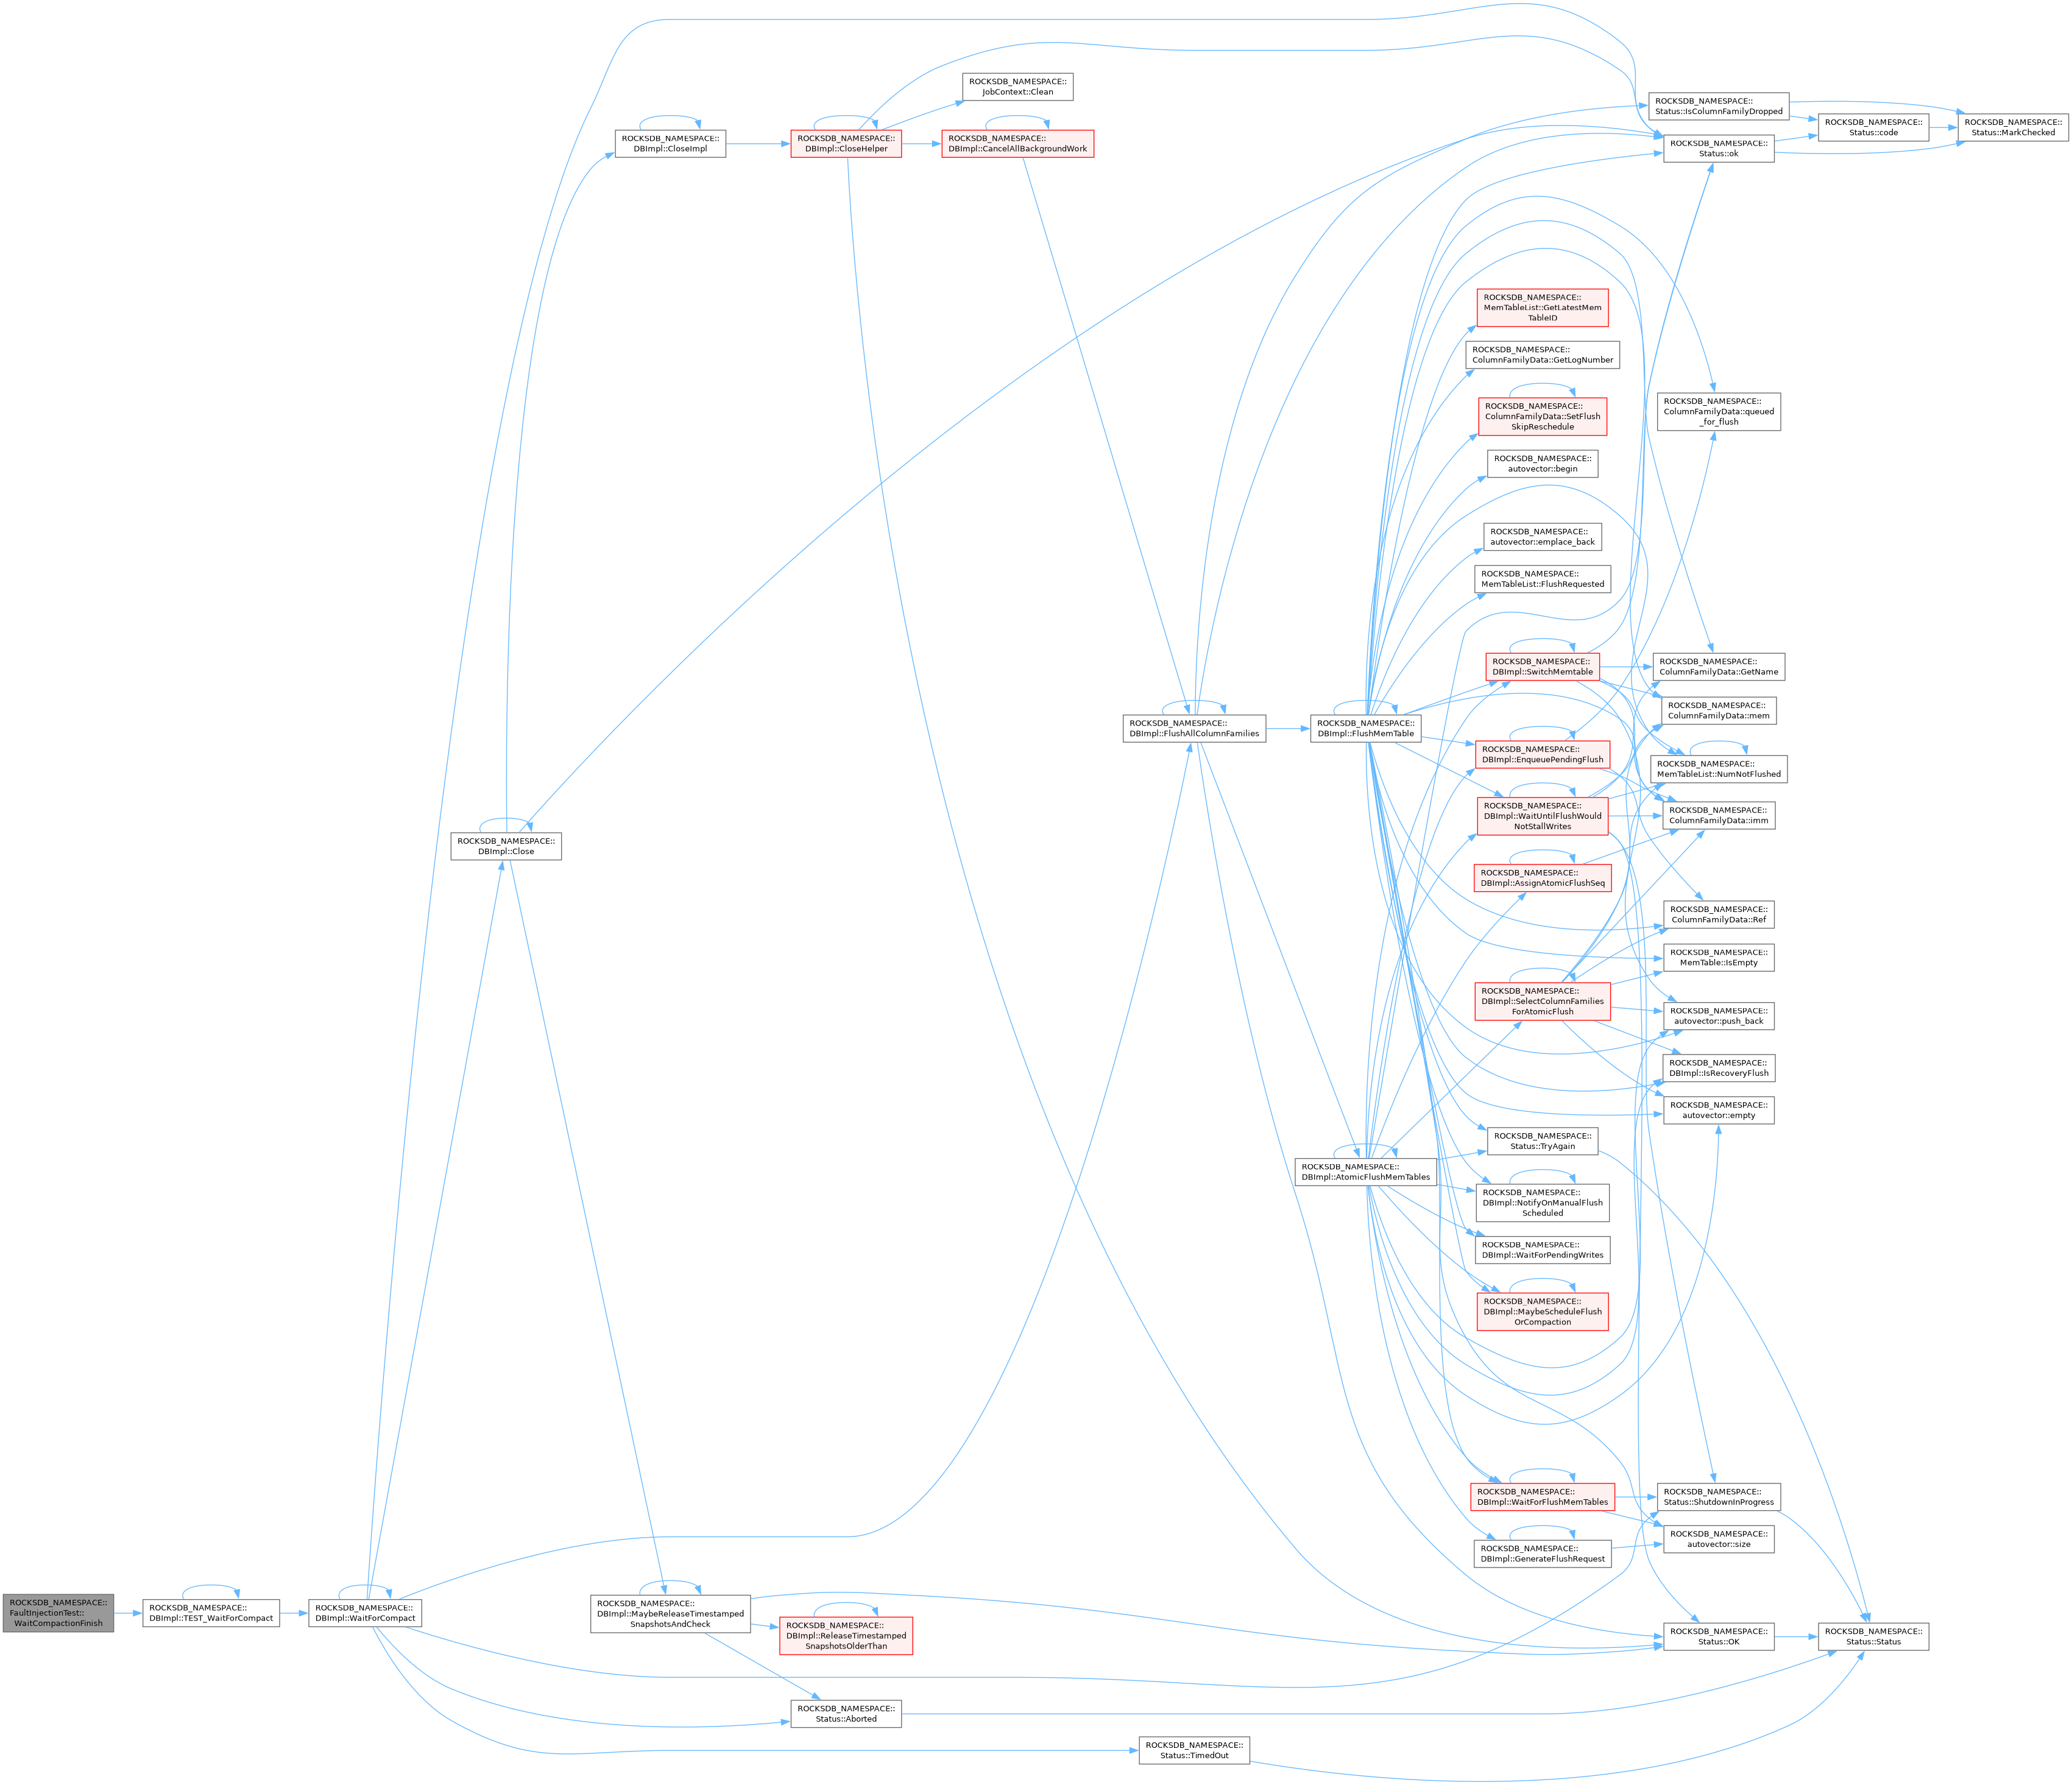 ROCKSDB_NAMESPACE::
FaultInjectionTest::
WaitCompactionFinish
ROCKSDB_NAMESPACE::
DBImpl::TEST_WaitForCompact
ROCKSDB_NAMESPACE::
DBImpl::WaitForCompact
ROCKSDB_NAMESPACE::
DBImpl::Close
ROCKSDB_NAMESPACE::
DBImpl::CloseImpl
ROCKSDB_NAMESPACE::
DBImpl::MaybeReleaseTimestamped
SnapshotsAndCheck
ROCKSDB_NAMESPACE::
DBImpl::CloseHelper
ROCKSDB_NAMESPACE::
DBImpl::ReleaseTimestamped
SnapshotsOlderThan
ROCKSDB_NAMESPACE::
Status::Aborted
ROCKSDB_NAMESPACE::
JobContext::Clean
ROCKSDB_NAMESPACE::
DBImpl::CancelAllBackgroundWork
ROCKSDB_NAMESPACE::
DBImpl::FlushAllColumnFamilies
ROCKSDB_NAMESPACE::
Status::TimedOut
ROCKSDB_NAMESPACE::
DBImpl::FlushMemTable
ROCKSDB_NAMESPACE::
DBImpl::AtomicFlushMemTables
ROCKSDB_NAMESPACE::
MemTableList::GetLatestMem
TableID
ROCKSDB_NAMESPACE::
ColumnFamilyData::GetLogNumber
ROCKSDB_NAMESPACE::
ColumnFamilyData::SetFlush
SkipReschedule
ROCKSDB_NAMESPACE::
autovector::begin
ROCKSDB_NAMESPACE::
autovector::emplace_back
ROCKSDB_NAMESPACE::
MemTableList::FlushRequested
ROCKSDB_NAMESPACE::
DBImpl::SwitchMemtable
ROCKSDB_NAMESPACE::
DBImpl::EnqueuePendingFlush
ROCKSDB_NAMESPACE::
DBImpl::WaitUntilFlushWould
NotStallWrites
ROCKSDB_NAMESPACE::
DBImpl::AssignAtomicFlushSeq
ROCKSDB_NAMESPACE::
DBImpl::SelectColumnFamilies
ForAtomicFlush
ROCKSDB_NAMESPACE::
Status::TryAgain
ROCKSDB_NAMESPACE::
DBImpl::NotifyOnManualFlush
Scheduled
ROCKSDB_NAMESPACE::
DBImpl::WaitForPendingWrites
ROCKSDB_NAMESPACE::
DBImpl::MaybeScheduleFlush
OrCompaction
ROCKSDB_NAMESPACE::
DBImpl::WaitForFlushMemTables
ROCKSDB_NAMESPACE::
DBImpl::GenerateFlushRequest
ROCKSDB_NAMESPACE::
Status::IsColumnFamilyDropped
ROCKSDB_NAMESPACE::
Status::ok
ROCKSDB_NAMESPACE::
ColumnFamilyData::queued
_for_flush
ROCKSDB_NAMESPACE::
ColumnFamilyData::GetName
ROCKSDB_NAMESPACE::
ColumnFamilyData::mem
ROCKSDB_NAMESPACE::
MemTableList::NumNotFlushed
ROCKSDB_NAMESPACE::
ColumnFamilyData::imm
ROCKSDB_NAMESPACE::
ColumnFamilyData::Ref
ROCKSDB_NAMESPACE::
MemTable::IsEmpty
ROCKSDB_NAMESPACE::
autovector::push_back
ROCKSDB_NAMESPACE::
DBImpl::IsRecoveryFlush
ROCKSDB_NAMESPACE::
autovector::empty
ROCKSDB_NAMESPACE::
Status::ShutdownInProgress
ROCKSDB_NAMESPACE::
autovector::size
ROCKSDB_NAMESPACE::
Status::OK
ROCKSDB_NAMESPACE::
Status::code
ROCKSDB_NAMESPACE::
Status::Status
ROCKSDB_NAMESPACE::
Status::MarkChecked